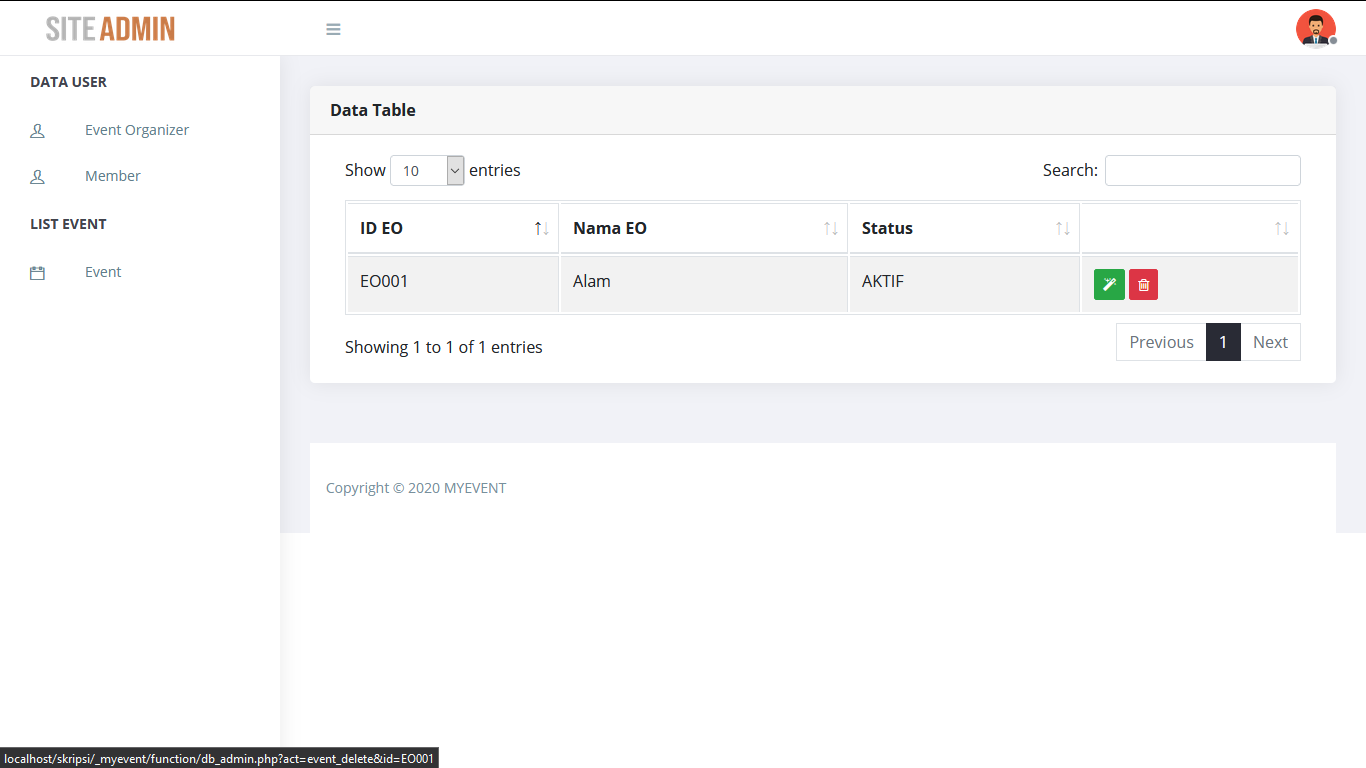 SITE ADMIN
DATA USER
Event Organizer
Member
LIST EVENT
Event
Data Table
Show 10 entries
Search:
ID EO Nama EO Status
EO001 Alam AKTIF
Showing 1 to 1 of 1 entries
Previous 1 Next
Copyright © 2020 MYEVENT
localhost/skripsi/_myevent/function/db_admin.php?act=event_delete&id=EO001